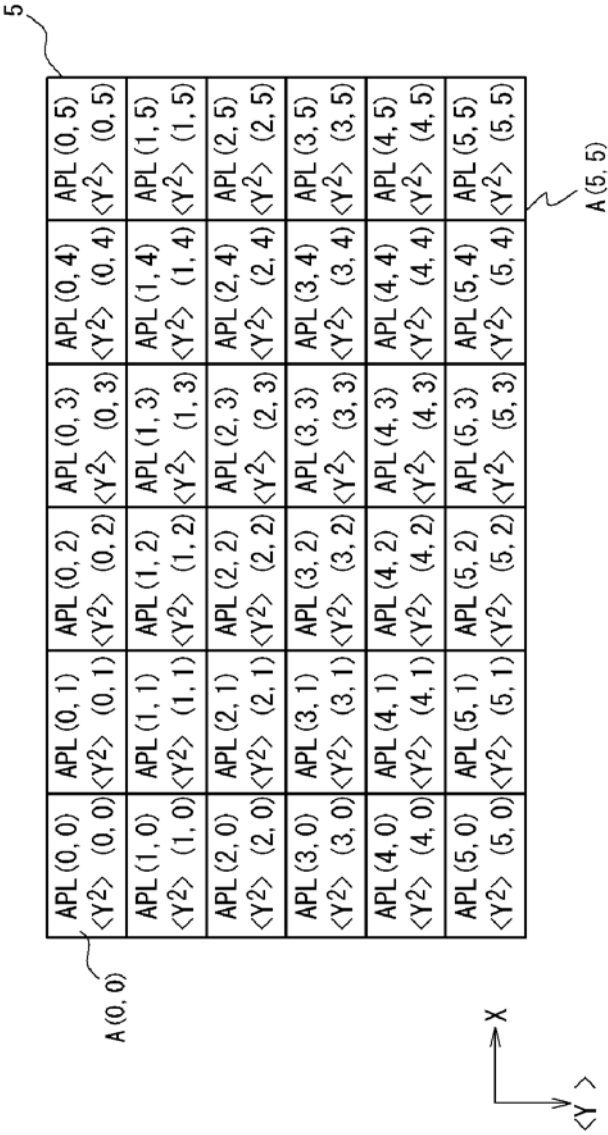 5
A(0,0)
APL(0,0)
<Y²> (0,0)
APL(0,1)
<Y²> (0,1)
APL(0,2)
<Y²> (0,2)
APL(0,3)
<Y²> (0,3)
APL(0,4)
<Y²> (0,4)
APL(0,5)
<Y²> (0,5)
APL(1,0)
<Y²> (1,0)
APL(1,1)
<Y²> (1,1)
APL(1,2)
<Y²> (1,2)
APL(1,3)
<Y²> (1,3)
APL(1,4)
<Y²> (1,4)
APL(1,5)
<Y²> (1,5)
APL(2,0)
<Y²> (2,0)
APL(2,1)
<Y²> (2,1)
APL(2,2)
<Y²> (2,2)
APL(2,3)
<Y²> (2,3)
APL(2,4)
<Y²> (2,4)
APL(2,5)
<Y²> (2,5)
APL(3,0)
<Y²> (3,0)
APL(3,1)
<Y²> (3,1)
APL(3,2)
<Y²> (3,2)
APL(3,3)
<Y²> (3,3)
APL(3,4)
<Y²> (3,4)
APL(3,5)
<Y²> (3,5)
APL(4,0)
<Y²> (4,0)
APL(4,1)
<Y²> (4,1)
APL(4,2)
<Y²> (4,2)
APL(4,3)
<Y²> (4,3)
APL(4,4)
<Y²> (4,4)
APL(4,5)
<Y²> (4,5)
APL(5,0)
<Y²> (5,0)
APL(5,1)
<Y²> (5,1)
APL(5,2)
<Y²> (5,2)
APL(5,3)
<Y²> (5,3)
APL(5,4)
<Y²> (5,4)
APL(5,5)
<Y²> (5,5)
X
<Y >
A(5,5)